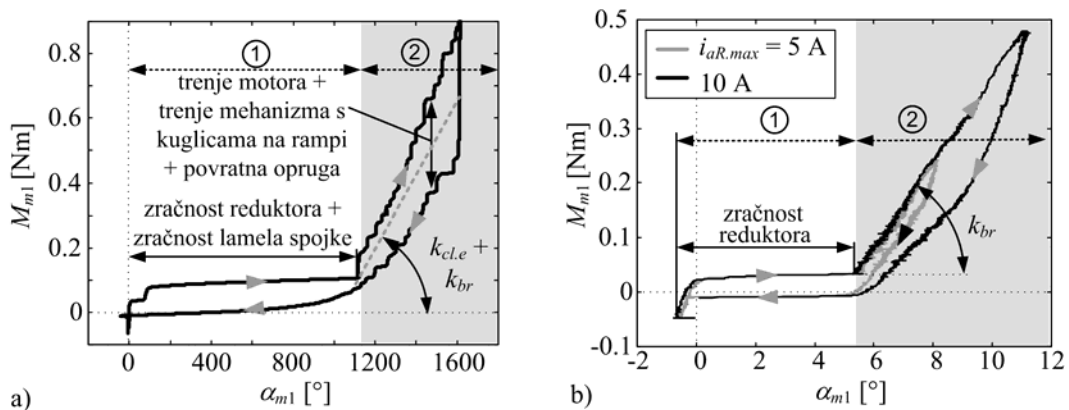 a)
0.8
0.6
0.4
0.2
0
M_m1 [Nm]
① ②
trenje motora +
trenje mehanizma s
kuglicama na rampi
+ povratna opruga
zračnost reduktora +
zračnost lamela spojke
k_cl.e +
k_br
0 400 800 1200 1600
α_m1 [°]
b)
0.5
0.4
0.3
0.2
0.1
0
-0.1
M_m1 [Nm]
i_aR.max = 5 A
10 A
① ②
zračnost
reduktora
k_br
-2 0 2 4 6 8 10 12
α_m1 [°]